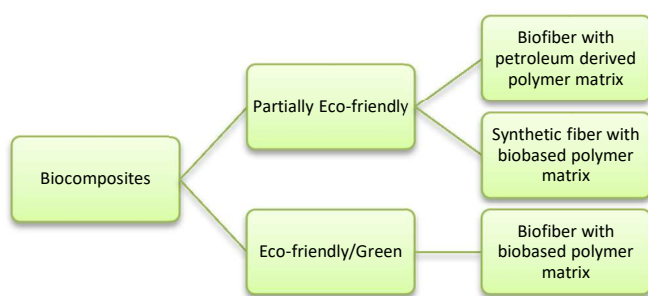 Biocomposites
Partially Eco-friendly
Biofiber with
petroleum derived
polymer matrix
Synthetic fiber with
biobased polymer
matrix
Eco-friendly/Green
Biofiber with
biobased polymer
matrix